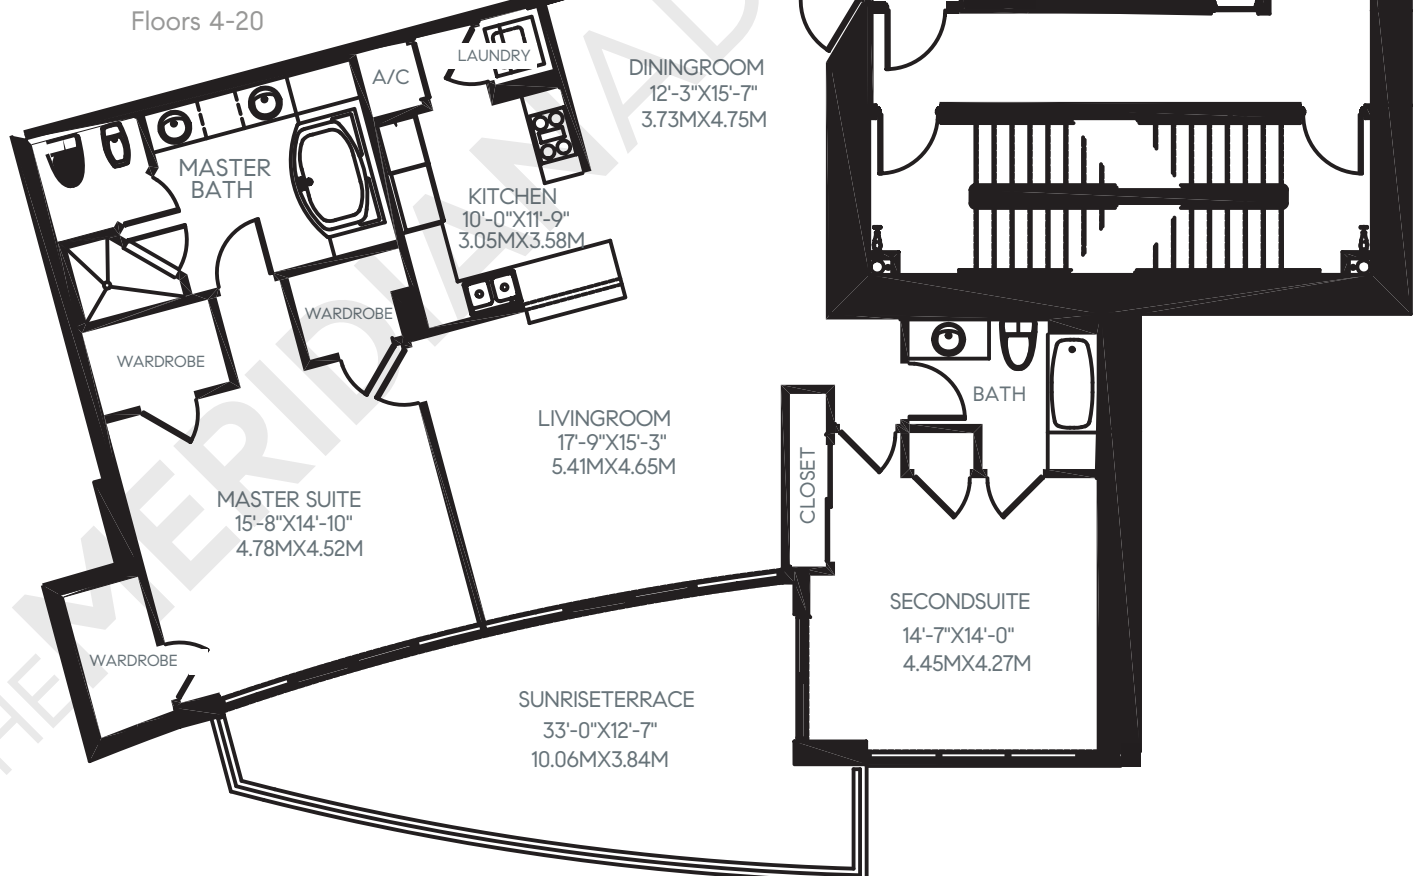 Floors 4-20
LAUNDRY
A/C
DININGROOM
12'-3"X15'-7"
3.73MX4.75M
MASTER
BATH
KITCHEN
10'-0"X11'-9"
3.05MX3.58M
WARDROBE
WARDROBE
BATH
LIVINGROOM
17'-9"X15'-3"
5.41MX4.65M
CLOSET
MASTER SUITE
15'-8"X14'-10"
4.78MX4.52M
SECONDSUITE
14'-7"X14'-0"
4.45MX4.27M
WARDROBE
SUNRISETERRACE
33'-0"X12'-7"
10.06MX3.84M
THE MERIDIAN AD